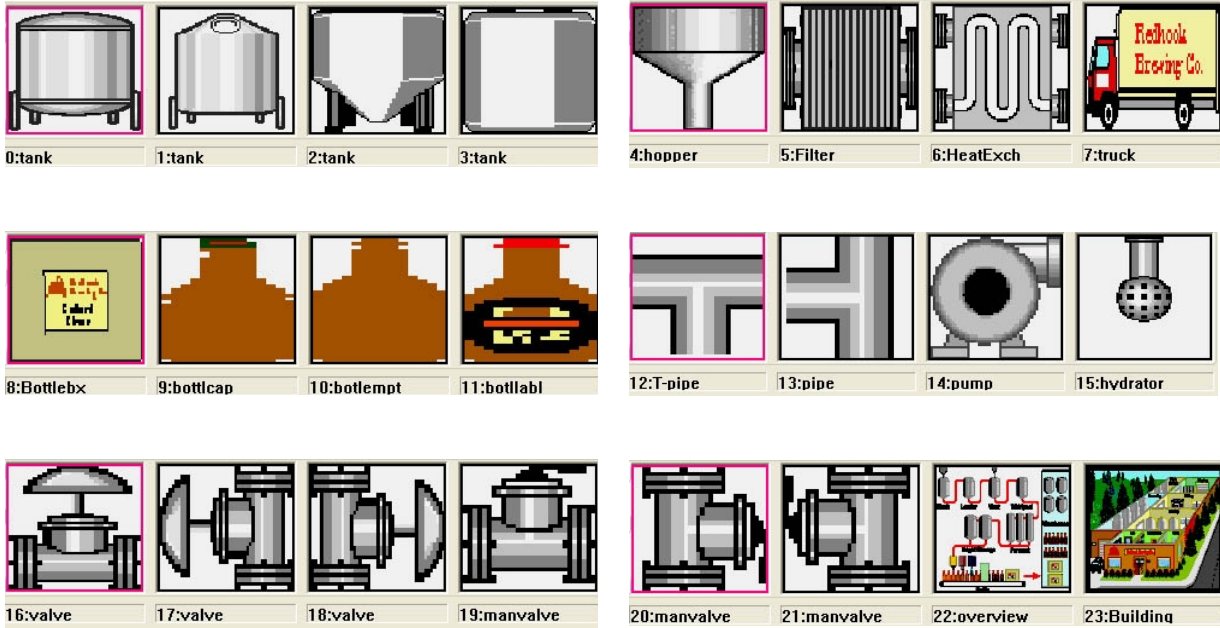 Redhook
Brewing Co.
0:tank
1:tank
2:tank
3:tank
4:hopper
5:Filter
6:HeatExch
7:truck
8:Bottlebx
9:bottlcap
10:botlempt
11:botllabl
12:T-pipe
13:pipe
14:pump
15:hydrator
16:valve
17:valve
18:valve
19:manvalve
20:manvalve
21:manvalve
22:overview
23:Building